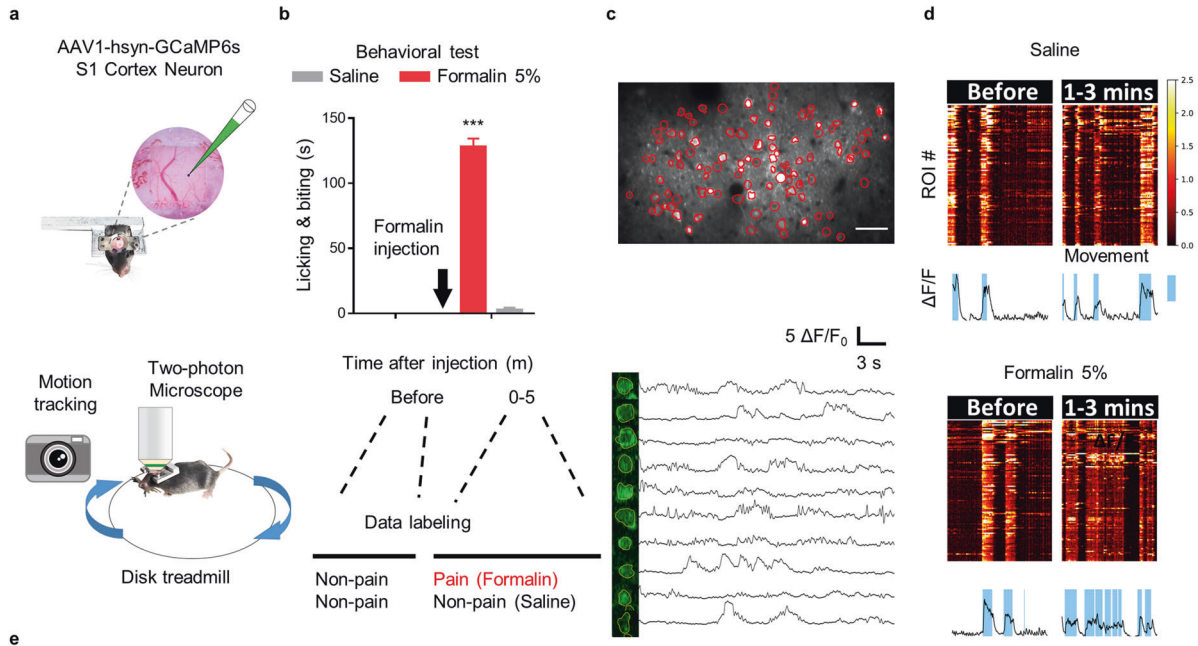 a
AAV1-hsyn-GCaMP6s
S1 Cortex Neuron
Motion
tracking
Two-photon
Microscope
Disk treadmill
b
Behavioral test
Saline
Formalin 5%
Licking & biting (s)
150
100
50
0
***
Formalin
injection
Time after injection (m)
Before
0-5
Data labeling
Non-pain
Pain (Formalin)
Non-pain
Non-pain (Saline)
c
5 ΔF/F0
3 s
d
Saline
Before
1-3 mins
ROI #
2.5
2.0
1.5
1.0
0.5
0.0
Movement
ΔF/F
Formalin 5%
Before
1-3 mins
ΔF/
e